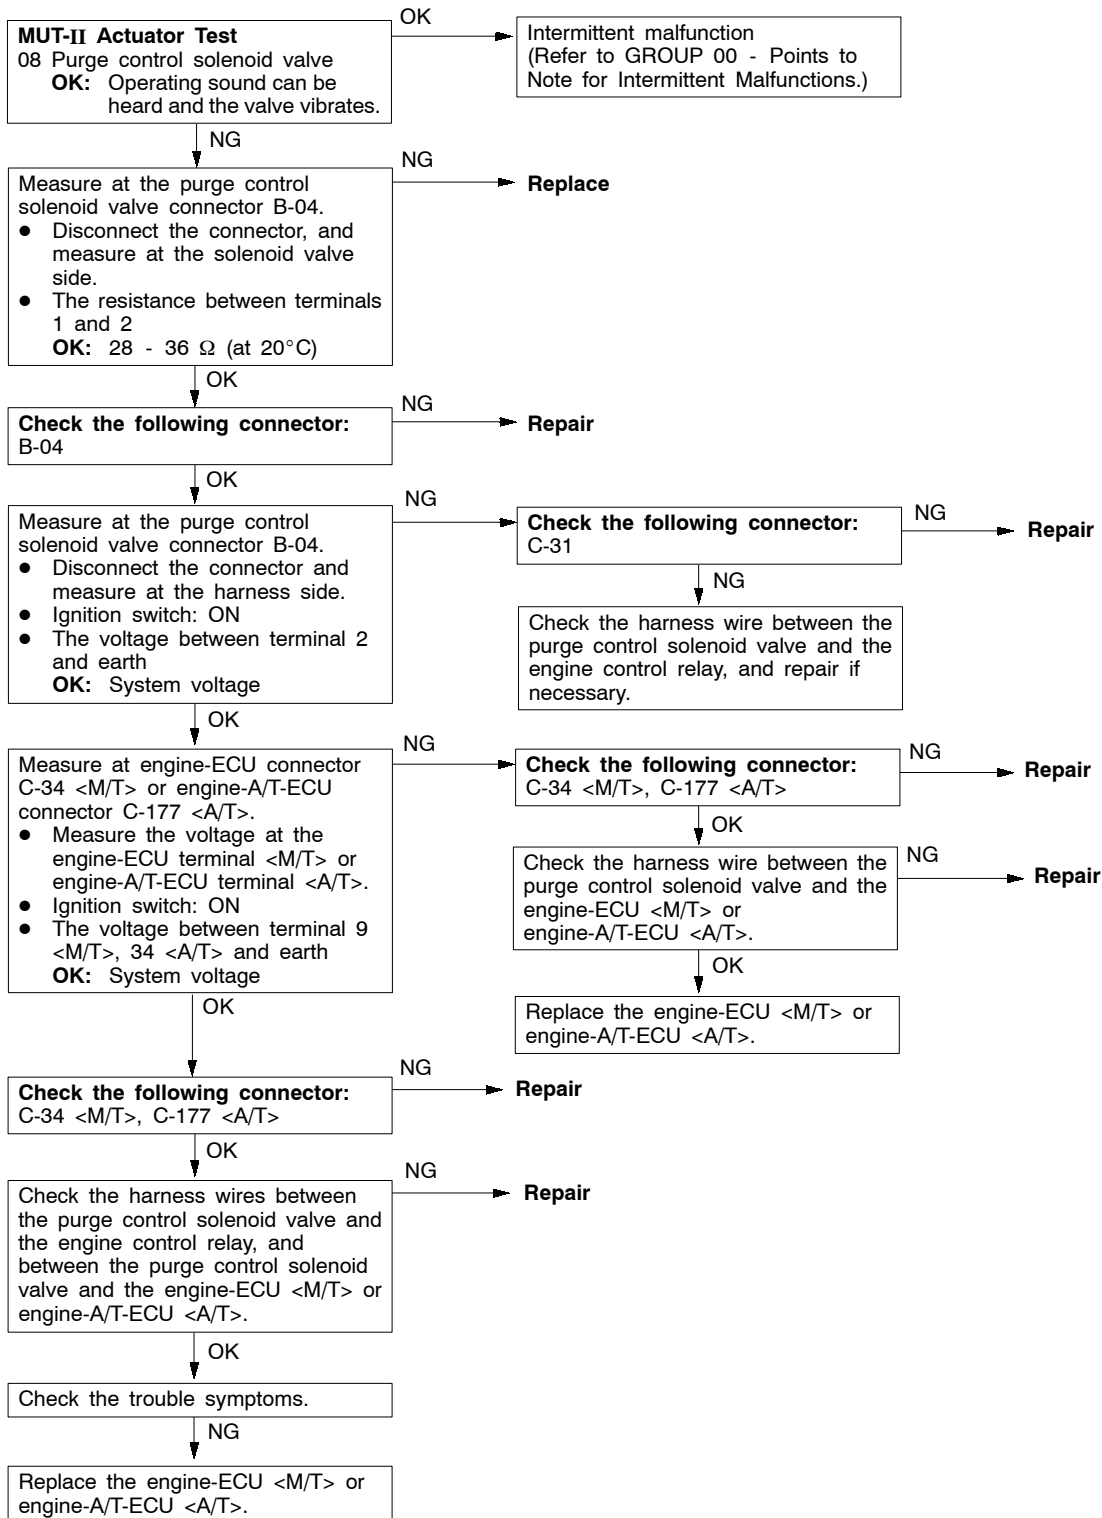 MUT-II Actuator Test
08 Purge control solenoid valve
OK: Operating sound can be
heard and the valve vibrates.
OK
Intermittent malfunction
(Refer to GROUP 00 - Points to
Note for Intermittent Malfunctions.)
NG
Measure at the purge control
solenoid valve connector B-04.
● Disconnect the connector, and
measure at the solenoid valve
side.
● The resistance between terminals
1 and 2
OK: 28 - 36 Ω (at 20°C)
NG
Replace
OK
Check the following connector:
B-04
NG
Repair
OK
Measure at the purge control
solenoid valve connector B-04.
● Disconnect the connector and
measure at the harness side.
● Ignition switch: ON
● The voltage between terminal 2
and earth
OK: System voltage
NG
Check the following connector:
C-31
NG
Repair
NG
Check the harness wire between the
purge control solenoid valve and the
engine control relay, and repair if
necessary.
OK
Measure at engine-ECU connector
C-34 <M/T> or engine-A/T-ECU
connector C-177 <A/T>.
● Measure the voltage at the
engine-ECU terminal <M/T> or
engine-A/T-ECU terminal <A/T>.
● Ignition switch: ON
● The voltage between terminal 9
<M/T>, 34 <A/T> and earth
OK: System voltage
NG
Check the following connector:
C-34 <M/T>, C-177 <A/T>
NG
Repair
OK
Check the harness wire between the
purge control solenoid valve and the
engine-ECU <M/T> or
engine-A/T-ECU <A/T>.
NG
Repair
OK
Replace the engine-ECU <M/T> or
engine-A/T-ECU <A/T>.
OK
Check the following connector:
C-34 <M/T>, C-177 <A/T>
NG
Repair
OK
Check the harness wires between
the purge control solenoid valve and
the engine control relay, and
between the purge control solenoid
valve and the engine-ECU <M/T> or
engine-A/T-ECU <A/T>.
NG
Repair
OK
Check the trouble symptoms.
NG
Replace the engine-ECU <M/T> or
engine-A/T-ECU <A/T>.